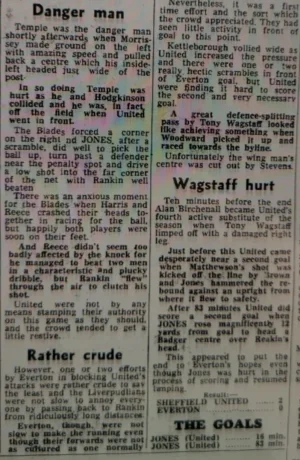 Danger man
Temple was the danger man
shortly afterwards when Morris-
sey made ground on the left
with amazing speed and pulled
back a centre which his inside-
left headed just wide of the
post.
In so doing Temple was
hurt as he and Hodgkinson
collided and he was, in fact,
off the field when United
went in front.
The Blades forced a corner
on the right and JONES, after a
scramble, did well to pick the
ball up, turn past a defender
near the penalty spot and drive
a low shot into the far corner
of the net with Rankin well
beaten
There was an anxious moment
for the Blades when Harris and
Reece crashed their heads to-
gether in racing for the ball,
but happily both players were
soon on their feet.
And Reece didn't seem too
badly affected by the knock for
he managed to beat two men
in a characteristic and plucky
dribble, but Rankin "flew"
through the air to clutch his
shot.
United were not by any
means stamping their authority
on this game as they should,
and the crowd tended to get a
little restive.
Rather crude
However, one or two efforts
by Everton in blocking United's
attacks were rather crude to say
the least and the Liverpudlians
were not slow to annoy every-
one by passing back to Rankin
from ridiculously long distances.
Everton, though, were not
slow to make the running even
though their forwards were not
as cultured as one normally
Nevertheless, it was a first
time effort and the sort which
the crowd appreciated. They had
seen little activity in front of
goal to this point.
Nettleborough volled wide as
United increased the pressure
and there were one or two
really hectic scrambles in front
of Everton goal, but United
were finding it hard to score
the second and very necessary
goal.
A great defence-splitting
pass by Tony Wagstaff looked
like achieving something when
Woodward picked it up and
raced towards the byline.
Unfortunately the wing man's
centre was cut out by Stevens.
Wagstaff hurt
Teh minutes before the end
Alan Birchenall became United's
fourth active substitute of the
season when Tony Wagstaff
limped off with a damaged right
leg.
Just before this United came
desperately near a second goal
when Matthewson's shot was
kicked off the line by Brown
and Jones hammered the re-
bound against an upright from
where it flew to safety.
After 82 minutes United did
score a second goal when
JONES rose magnificently 12
yards from goal to head a
Badger centre over Rankin's
head.
This appeared to put the
end to Everton's hopes even
though Jones was hurt in the
process of scoring and resumed
limping.
Result:—
SHEFFIELD UNITED 2
EVERTON
THE GOALS
JONES (United) 16 min.
JONES (United) 82 min.